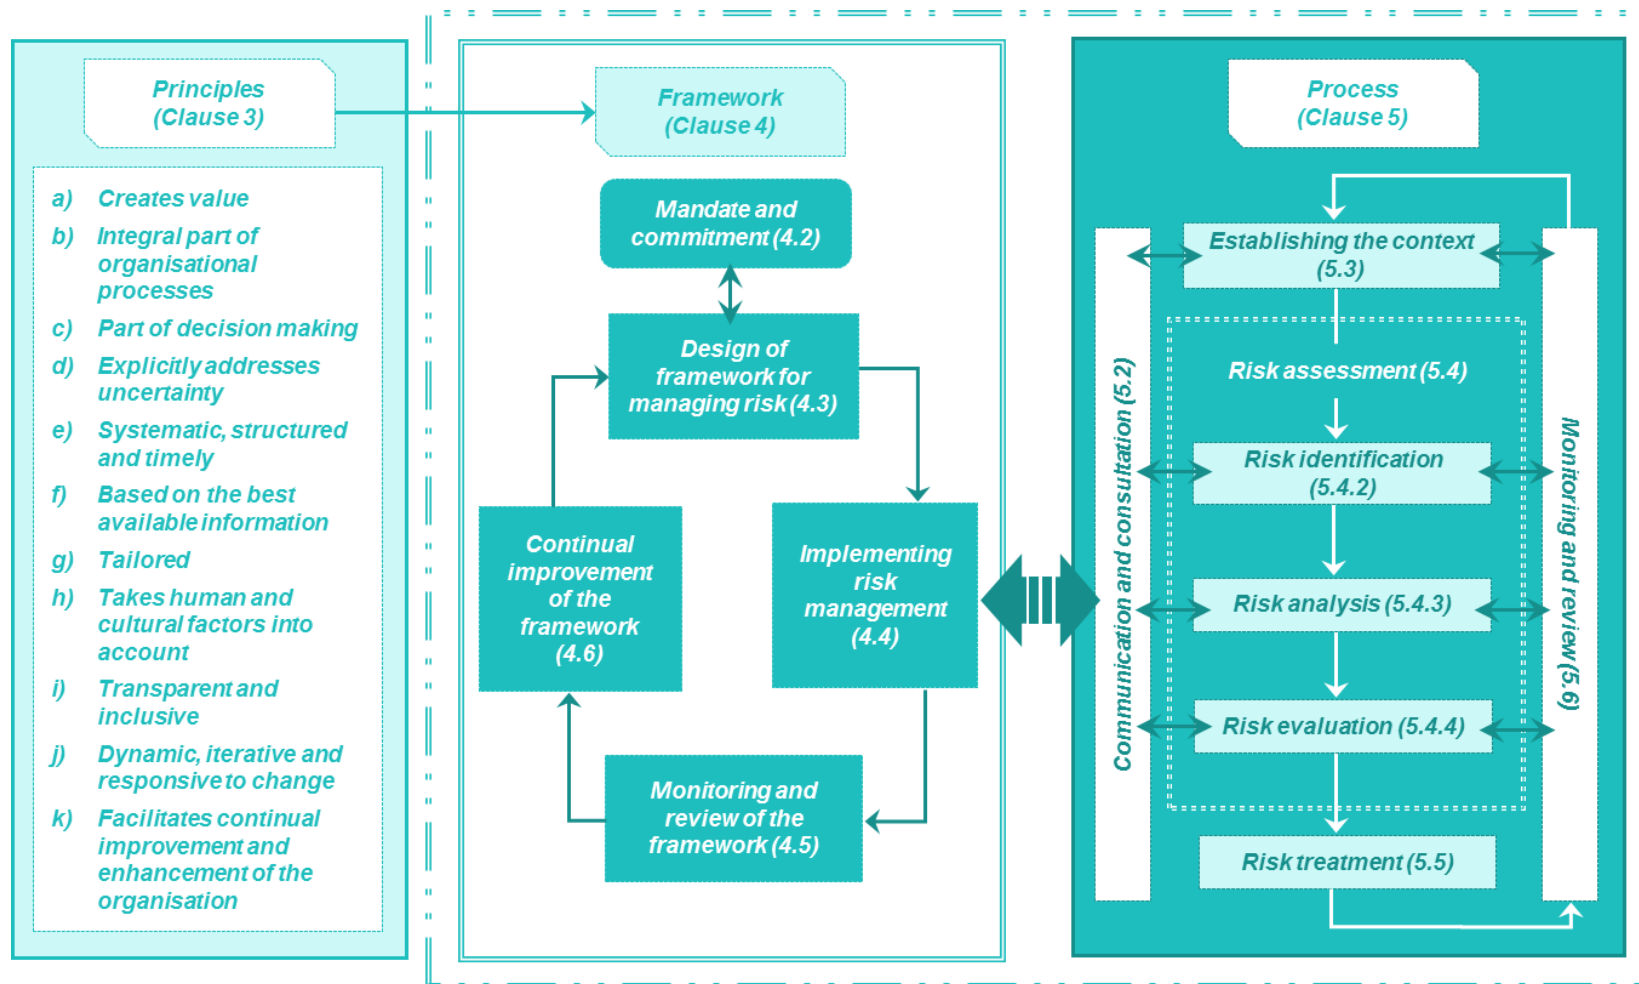 Principles
(Clause 3)
a) Creates value
b) Integral part of
organisational
processes
c) Part of decision making
d) Explicitly addresses
uncertainty
e) Systematic, structured
and timely
f) Based on the best
available information
g) Tailored
h) Takes human and
cultural factors into
account
i) Transparent and
inclusive
j) Dynamic, iterative and
responsive to change
k) Facilitates continual
improvement and
enhancement of the
organisation
Framework
(Clause 4)
Mandate and
commitment (4.2)
Design of
framework for
managing risk (4.3)
Continual
improvement
of the
framework
(4.6)
Implementing
risk
management
(4.4)
Monitoring and
review of the
framework (4.5)
Process
(Clause 5)
Communication and consultation (5.2)
Establishing the context
(5.3)
Risk assessment (5.4)
Risk identification
(5.4.2)
Risk analysis (5.4.3)
Risk evaluation (5.4.4)
Risk treatment (5.5)
Monitoring and review (5.6)